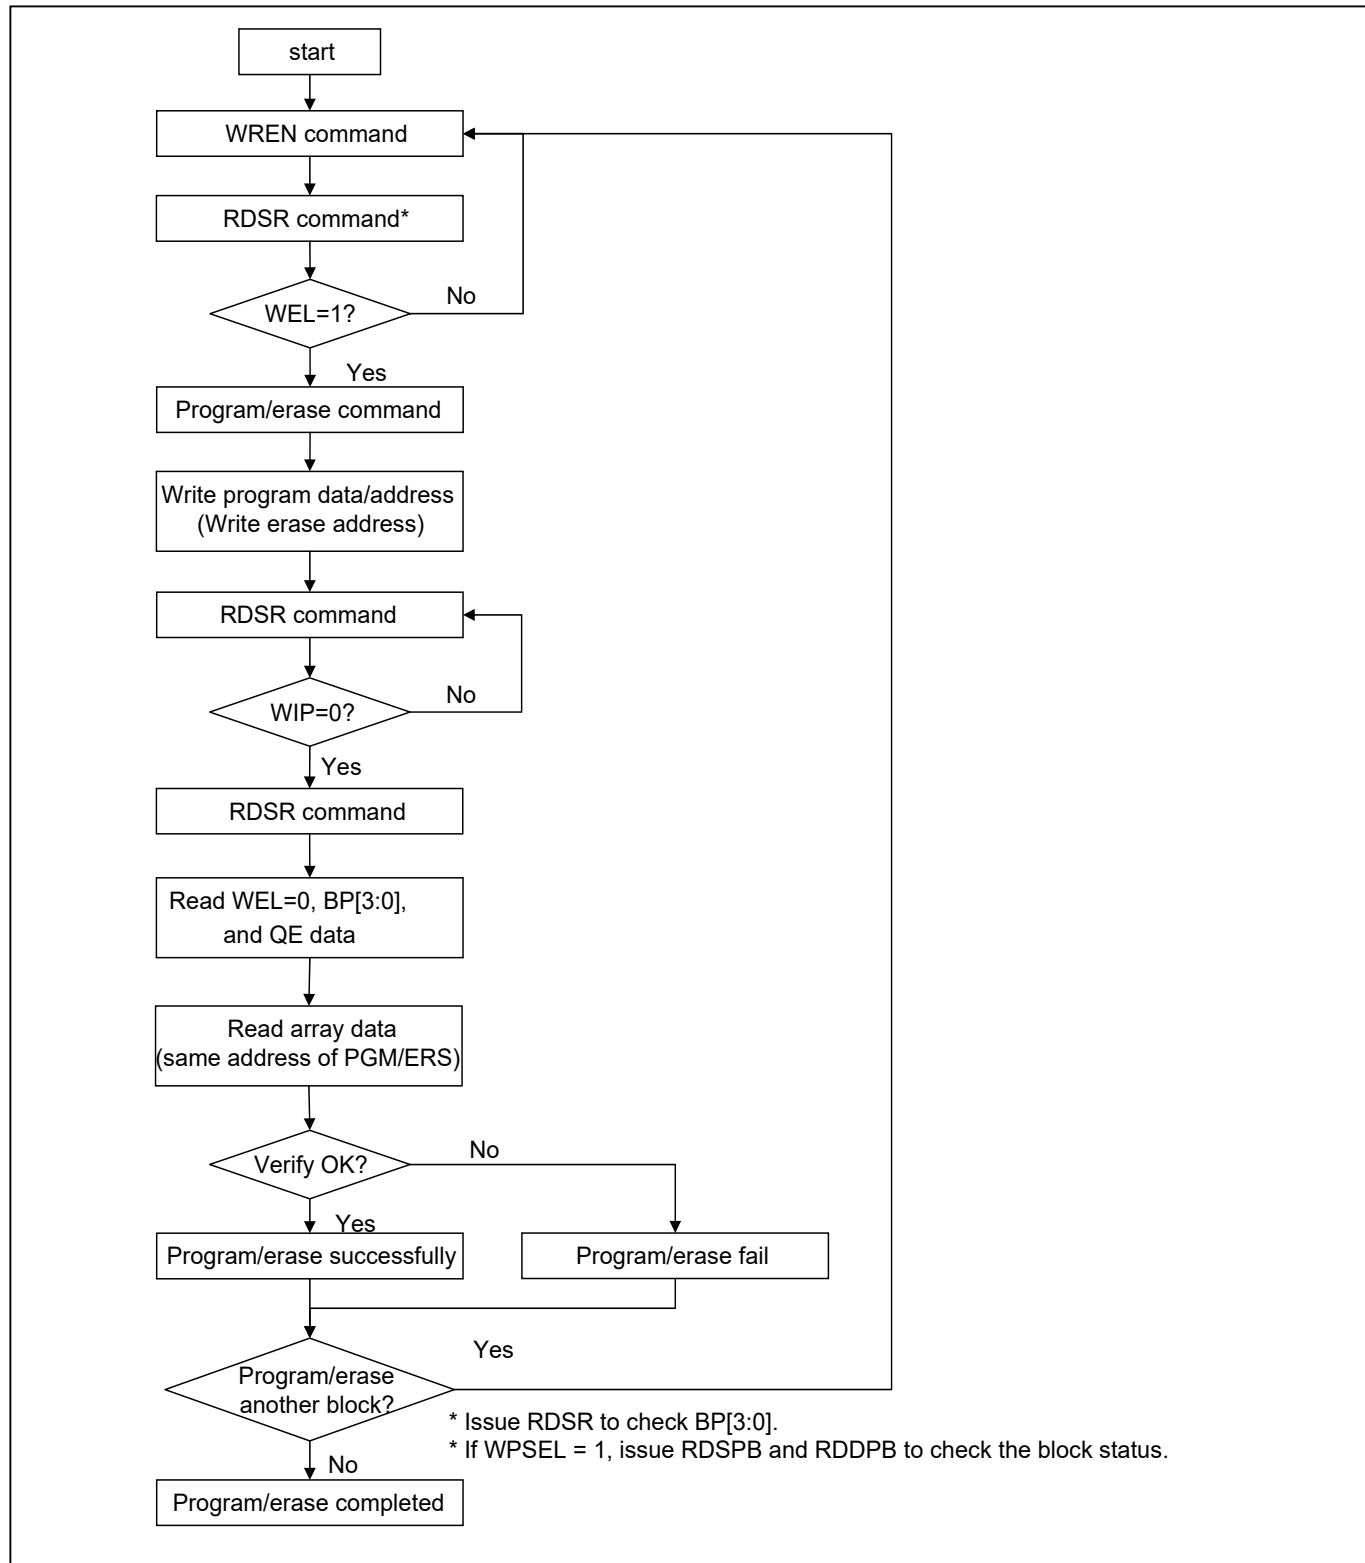 start
WREN command
RDSR command*
WEL=1?
No
Yes
Program/erase command
Write program data/address
(Write erase address)
RDSR command
WIP=0?
No
Yes
RDSR command
Read WEL=0, BP[3:0],
and QE data
Read array data
(same address of PGM/ERS)
Verify OK?
No
Yes
Program/erase successfully
Program/erase fail
Yes
Program/erase
another block?
* Issue RDSR to check BP[3:0].
* If WPSEL = 1, issue RDSPB and RDDPB to check the block status.
No
Program/erase completed